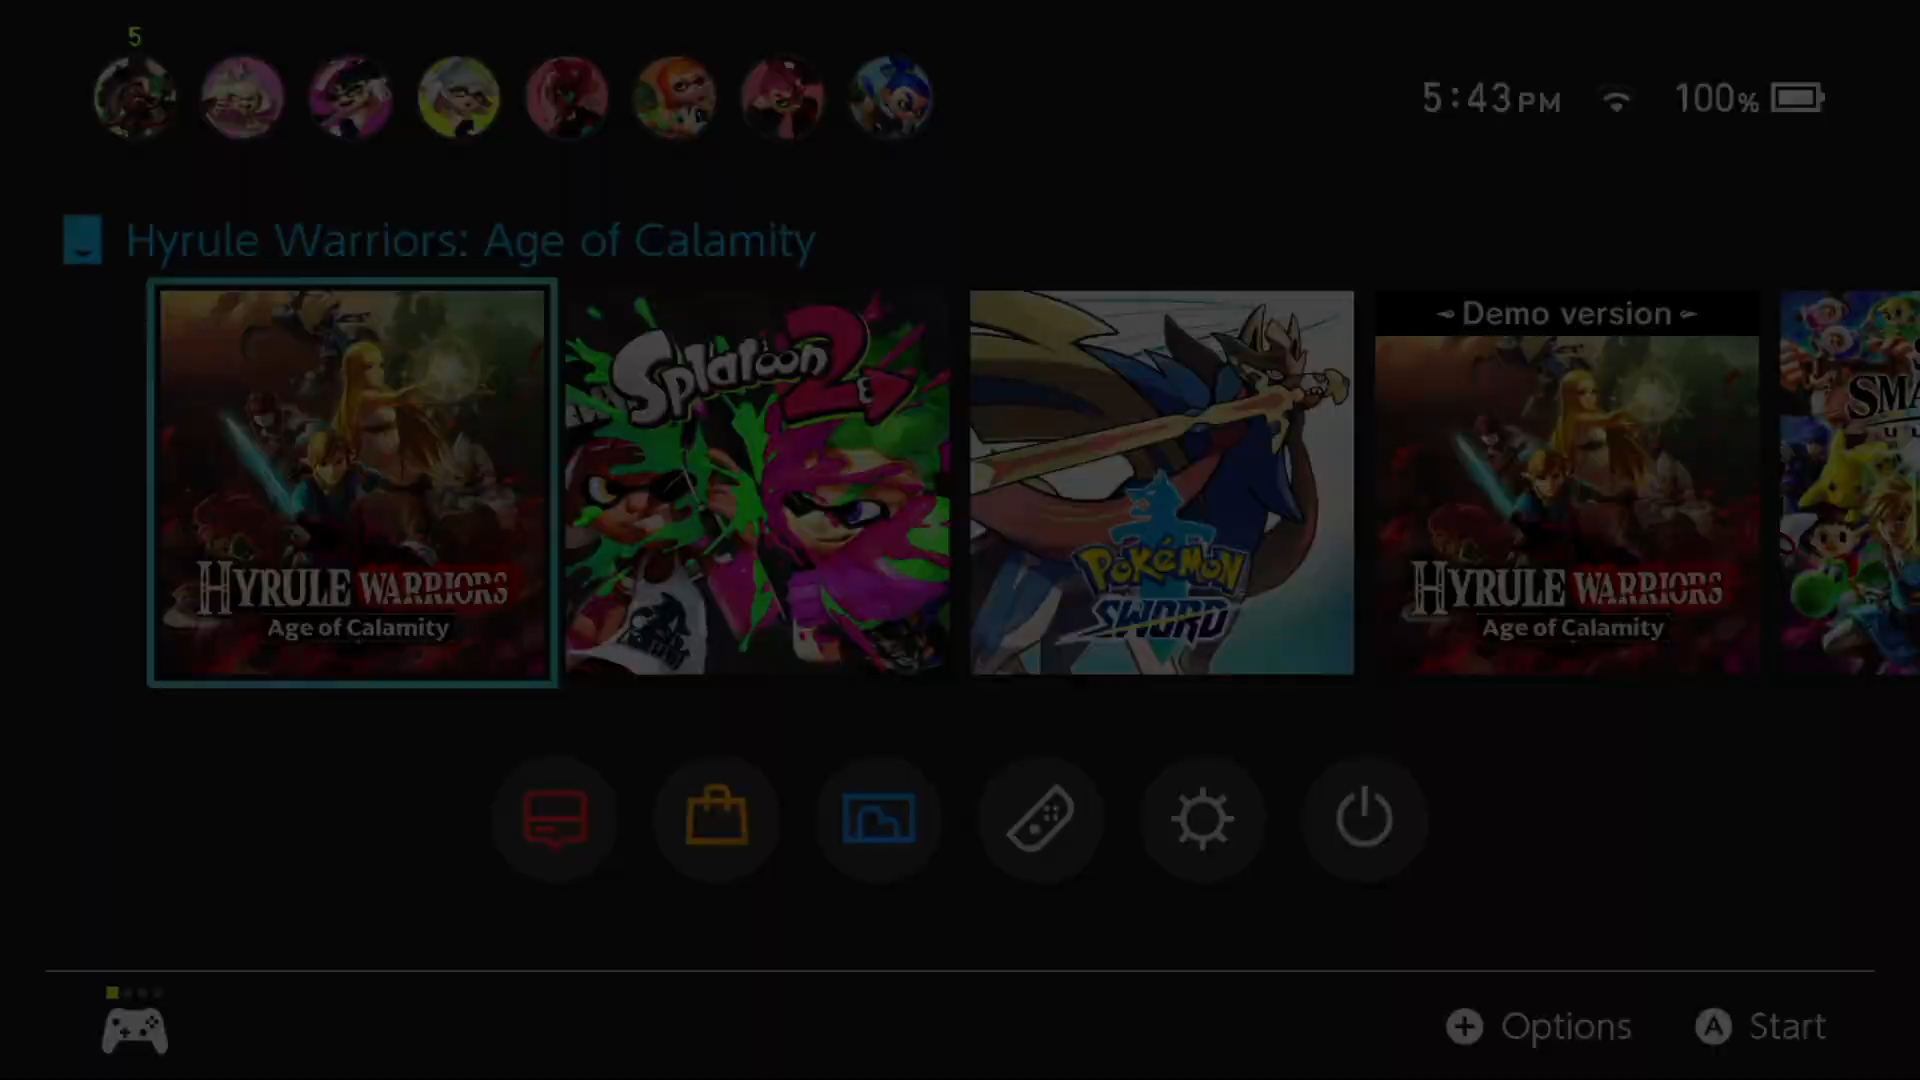 5
5:43 PM
100%
Hyrule Warriors: Age of Calamity
Splatoon 2
HYRULE WARRIORS
Age of Calamity
Pokémon
SWORD
Demo version
HYRULE WARRIORS
Age of Calamity
SMA
+ Options
A Start